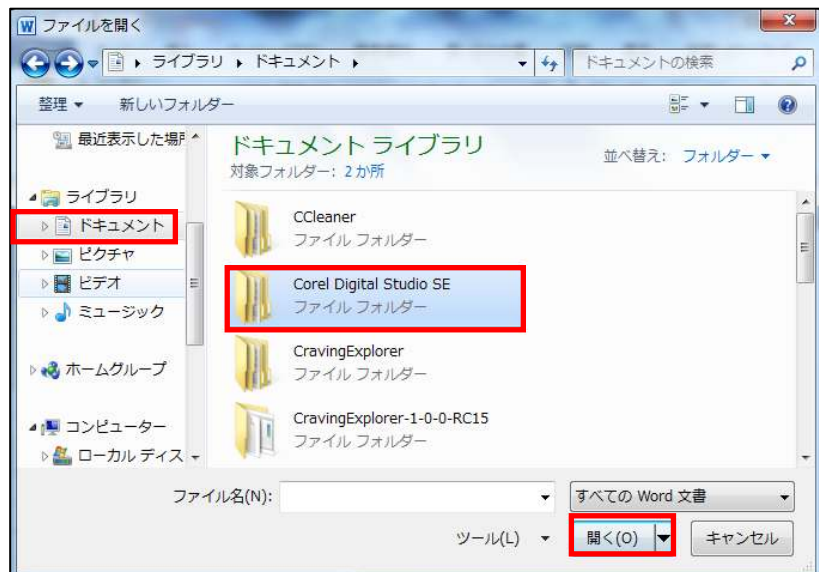 ファイルを開く
ライブラリ ▸ ドキュメント ▸
ドキュメントの検索
整理 ▼ 新しいフォルダー
最近表示した場所
ライブラリ
ドキュメント
ピクチャ
ビデオ
ミュージック
ホームグループ
コンピューター
ローカル ディス
ドキュメント ライブラリ
対象フォルダー: 2 か所
並べ替え: フォルダー ▼
CCleaner
ファイル フォルダー
Corel Digital Studio SE
ファイル フォルダー
CravingExplorer
ファイル フォルダー
CravingExplorer-1-0-0-RC15
ファイル フォルダー
ファイル名(N):
すべての Word 文書
ツール(L) ▼ 開く(O) ▼ キャンセル